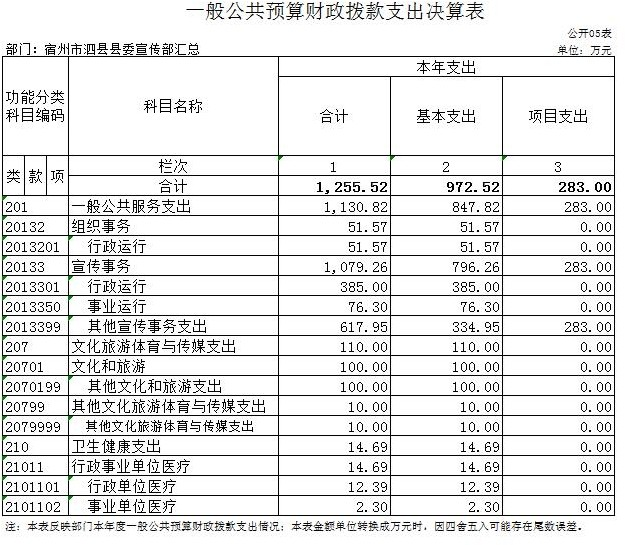 一般公共预算财政拨款支出决算表
公开05表
部门：宿州市泗县县委宣传部汇总 单位：万元
功能分类科目编码 科目名称 本年支出
合计 基本支出 项目支出
类 款 项 栏次 1 2 3
合计 1,255.52 972.52 283.00
201 一般公共服务支出 1,130.82 847.82 283.00
20132 组织事务 51.57 51.57 0.00
2013201 行政运行 51.57 51.57 0.00
20133 宣传事务 1,079.26 796.26 283.00
2013301 行政运行 385.00 385.00 0.00
2013350 事业运行 76.30 76.30 0.00
2013399 其他宣传事务支出 617.95 334.95 283.00
207 文化旅游体育与传媒支出 110.00 110.00 0.00
20701 文化和旅游 100.00 100.00 0.00
2070199 其他文化和旅游支出 100.00 100.00 0.00
20799 其他文化旅游体育与传媒支出 10.00 10.00 0.00
2079999 其他文化旅游体育与传媒支出 10.00 10.00 0.00
210 卫生健康支出 14.69 14.69 0.00
21011 行政事业单位医疗 14.69 14.69 0.00
2101101 行政单位医疗 12.39 12.39 0.00
2101102 事业单位医疗 2.30 2.30 0.00
注：本表反映部门本年度一般公共预算财政拨款支出情况；本表金额单位转换成万元时，因四舍五入可能存在尾数误差。